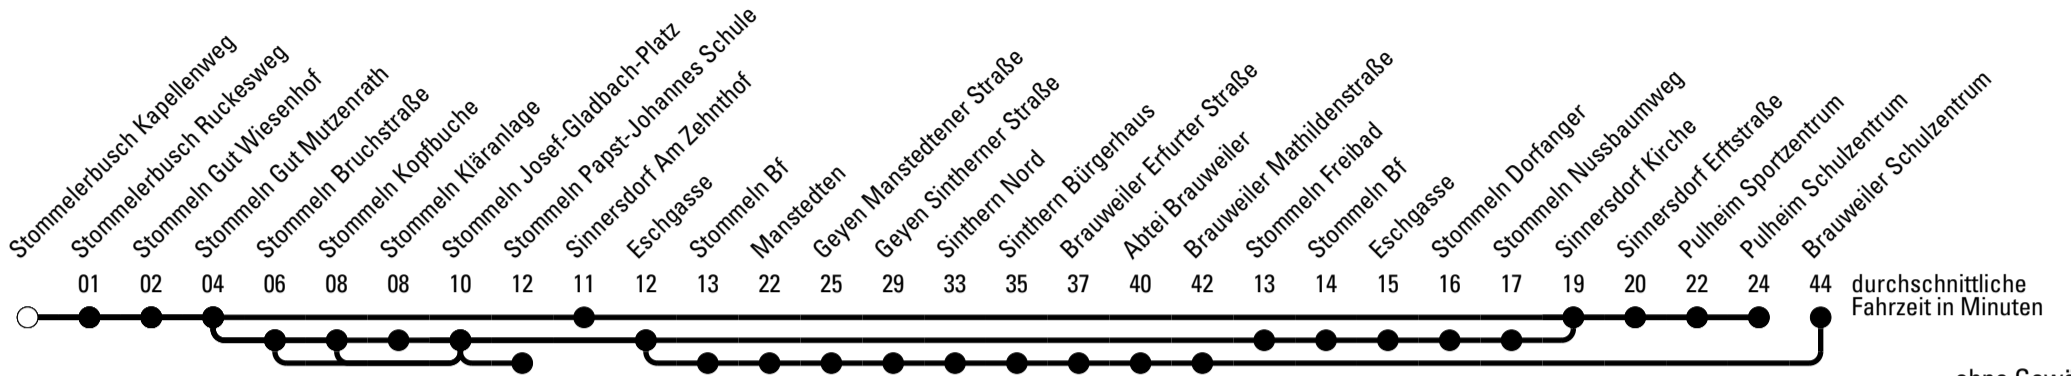 Stommelerbusch Kapellenweg
Stommelerbusch Ruckesweg
Stommeln Gut Wiesenhof
Stommeln Gut Mutzenrath
Stommeln Bruchstraße
Stommeln Kopfbuche
Stommeln Kläranlage
Stommeln Josef-Gladbach-Platz
Stommeln Papst-Johannes Schule
Sinnersdorf Am Zehnthof
Eschgasse
Stommeln Bf
Manstedten
Geyen Manstedtener Straße
Geyen Sintherner Straße
Sinthern Nord
Sinthern Bürgerhaus
Brauweiler Erfurter Straße
Abtei Brauweiler
Brauweiler Mathildenstraße
Stommeln Freibad
Stommeln Bf
Eschgasse
Stommeln Dorfanger
Stommeln Nussbaumweg
Sinnersdorf Kirche
Sinnersdorf Erftstraße
Pulheim Sportzentrum
Pulheim Schulzentrum
Brauweiler Schulzentrum
01 02 04 06 08 08 10 12 11 12 13 22 25 29 33 35 37 40 42 13 14 15 16 17 19 20 22 24 44 durchschnittliche
Fahrzeit in Minuten